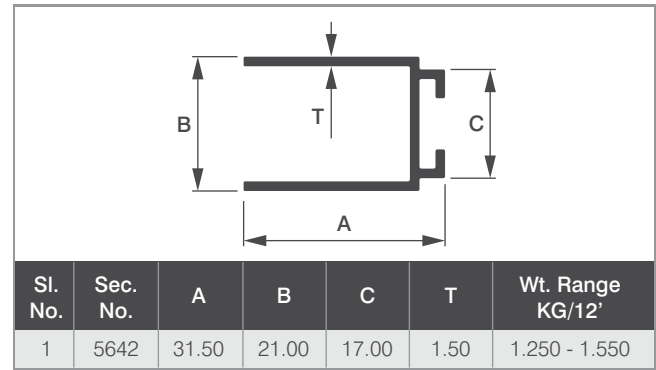 B
T
C
A
Sl. No. Sec. No. A B C T Wt. Range KG/12’
1 5642 31.50 21.00 17.00 1.50 1.250 - 1.550